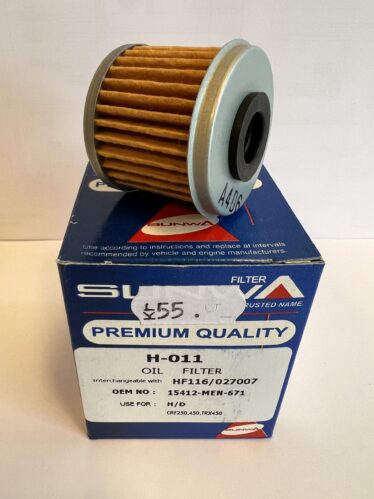 A4D6
SUNWA
Use according to instructions and replace at intervals
recommended by vehicle and engine manufacturers.
FILTER
SUNWA
TRUSTED NAME.
55.
PREMIUM QUALITY
H-011
OIL FILTER
Interchangeable with HF116/027007
OEM NO : 15412-MEN-671
USE FOR : H/D
CRF250,450,TRX450
SUNWA